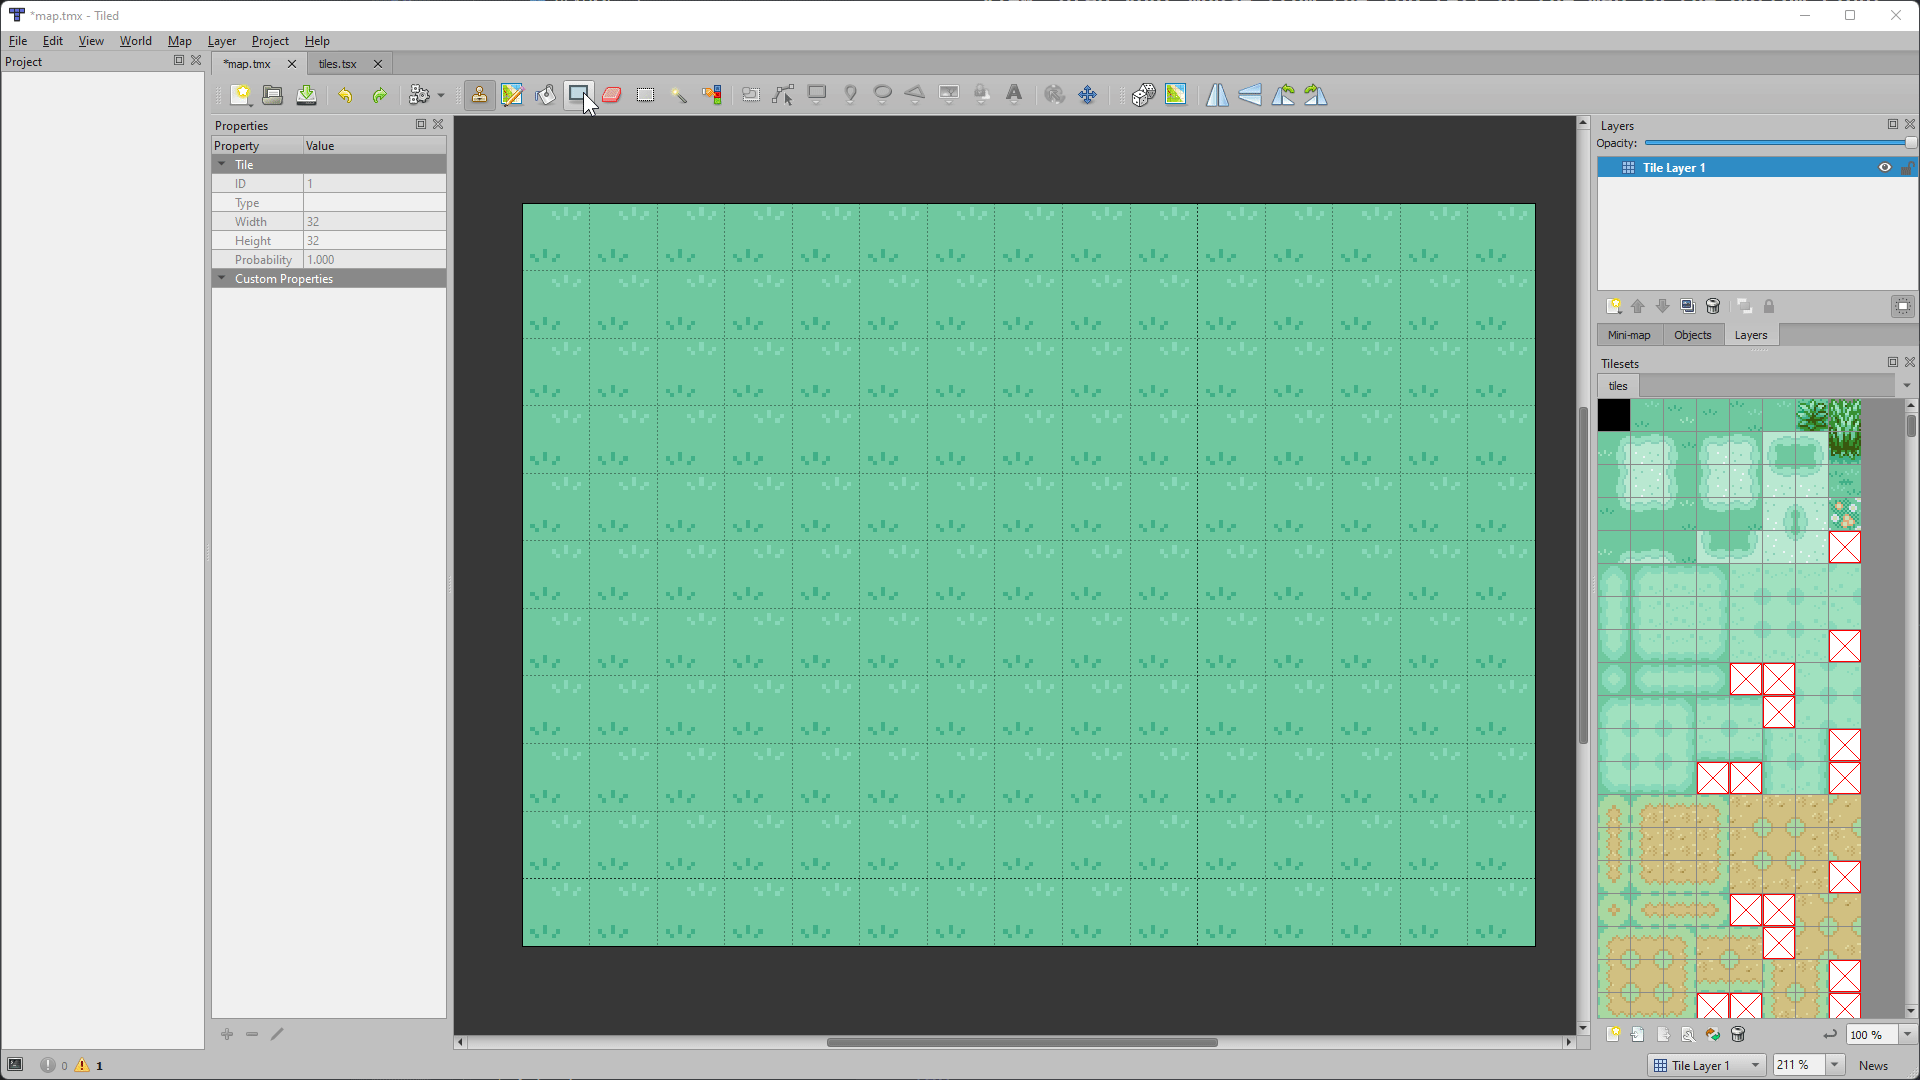 *map.tmx - Tiled
File Edit View World Map Layer Project Help
Project
*map.tmx tiles.tsx
Properties
Property Value
Tile
ID 1
Type
Width 32
Height 32
Probability 1.000
Custom Properties
Layers
Opacity:
Tile Layer 1
Mini-map Objects Layers
Tilesets
tiles
100 %
0 1
Tile Layer 1 211 % News